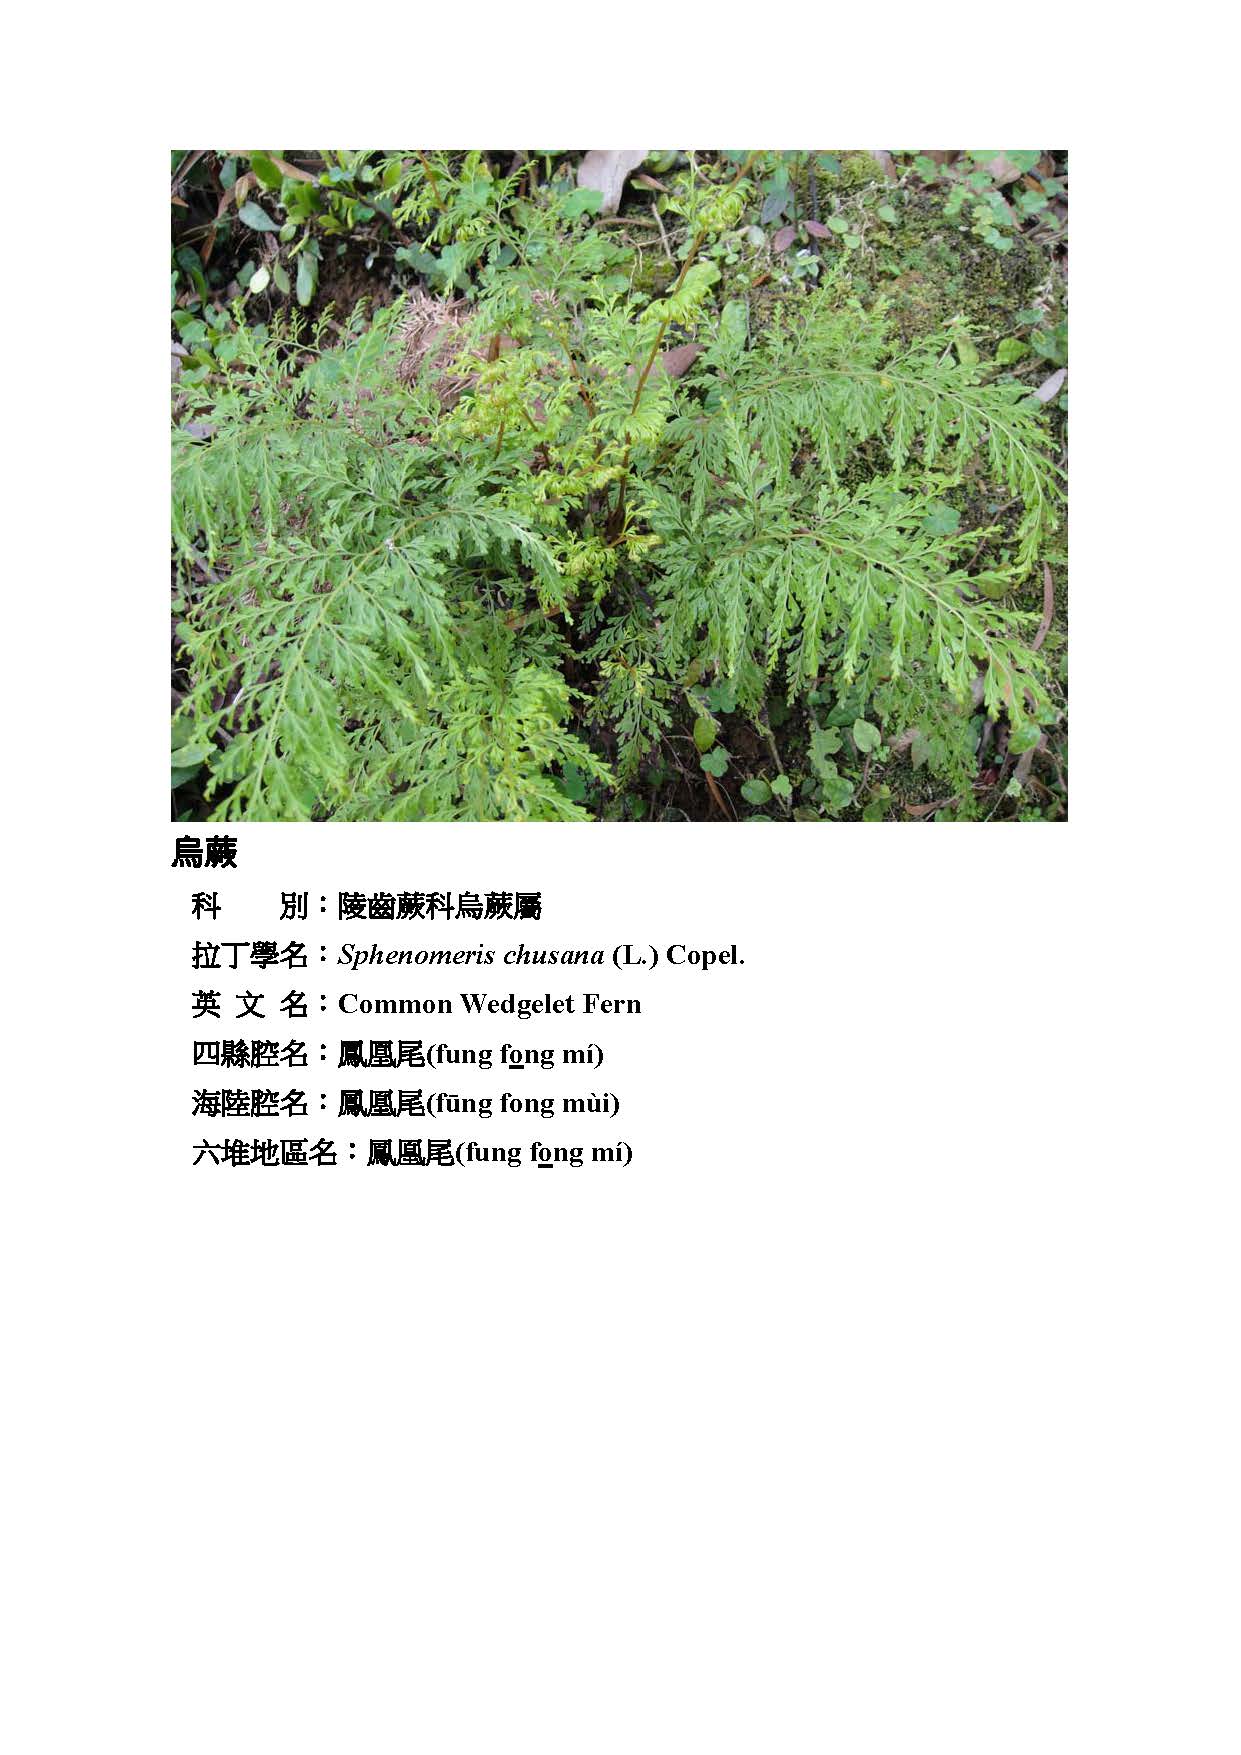 烏蕨
科　　別：陵齒蕨科烏蕨屬
拉丁學名：Sphenomeris chusana (L.) Copel.
英 文 名：Common Wedgelet Fern
四縣腔名：鳳凰尾(fung fong mí)
海陸腔名：鳳凰尾(fūng fong mùi)
六堆地區名：鳳凰尾(fung fong mí)